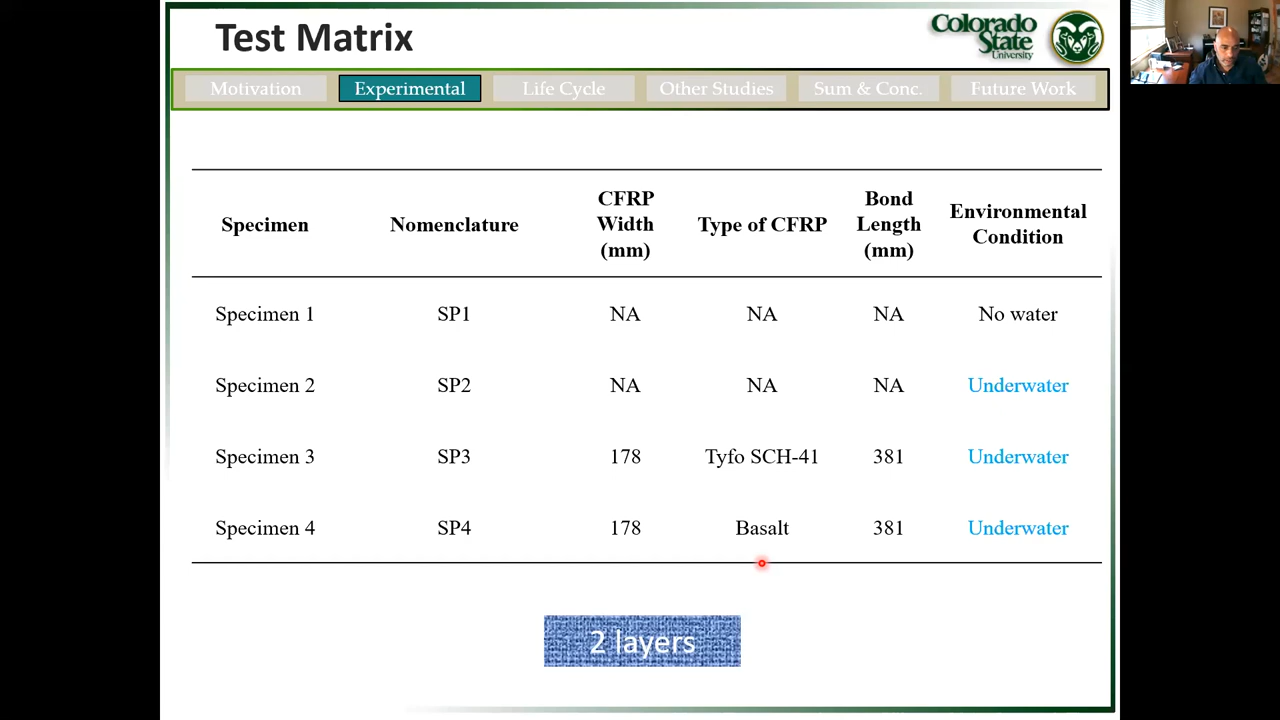 Test Matrix
Colorado
State
University
Motivation Experimental Life Cycle Other Studies Sum & Conc. Future Work
Specimen Nomenclature CFRP Width (mm) Type of CFRP Bond Length (mm) Environmental Condition
Specimen 1 SP1 NA NA NA No water
Specimen 2 SP2 NA NA NA Underwater
Specimen 3 SP3 178 Tyfo SCH-41 381 Underwater
Specimen 4 SP4 178 Basalt 381 Underwater
2 layers